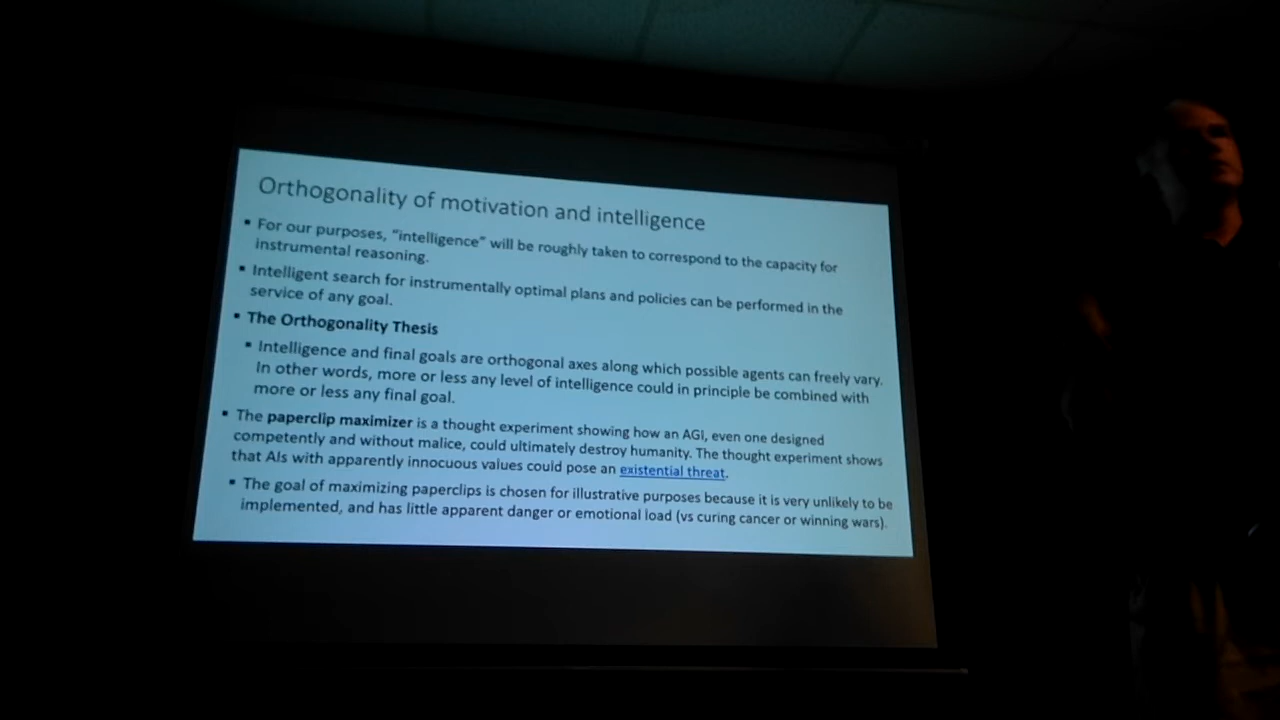 Orthogonality of motivation and intelligence
▪ For our purposes, “intelligence” will be roughly taken to correspond to the capacity for
instrumental reasoning.
▪ Intelligent search for instrumentally optimal plans and policies can be performed in the
service of any goal.
▪ The Orthogonality Thesis
▪ Intelligence and final goals are orthogonal axes along which possible agents can freely vary.
In other words, more or less any level of intelligence could in principle be combined with
more or less any final goal.
▪ The paperclip maximizer is a thought experiment showing how an AGI, even one designed
competently and without malice, could ultimately destroy humanity. The thought experiment shows
that AIs with apparently innocuous values could pose an existential threat.
▪ The goal of maximizing paperclips is chosen for illustrative purposes because it is very unlikely to be
implemented, and has little apparent danger or emotional load (vs curing cancer or winning wars).